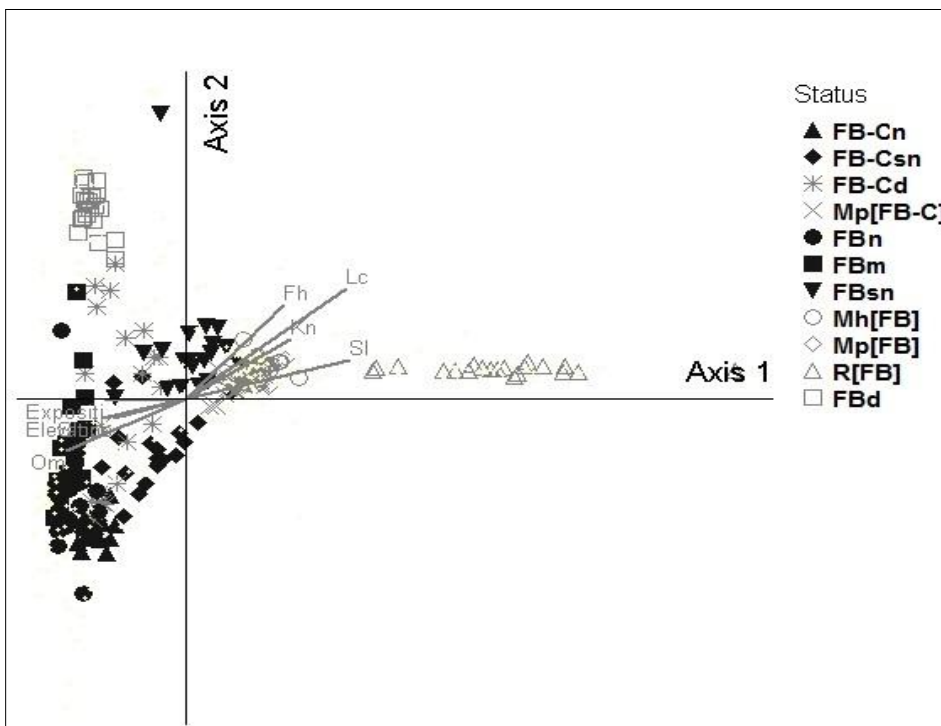 Axis 2
Status
FB-Cn
FB-Csn
FB-Cd
Mp[FB-C]
FBn
FBm
FBsn
Mh[FB]
Mp[FB]
R[FB]
FBd
Lc
Fh
Kn
Sl
Axis 1
Expositi
Om